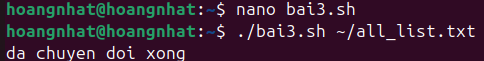 hoangnhat@hoangnhat:~$ nano bai3.sh
hoangnhat@hoangnhat:~$ ./bai3.sh ~/all_list.txt
da chuyen doi xong